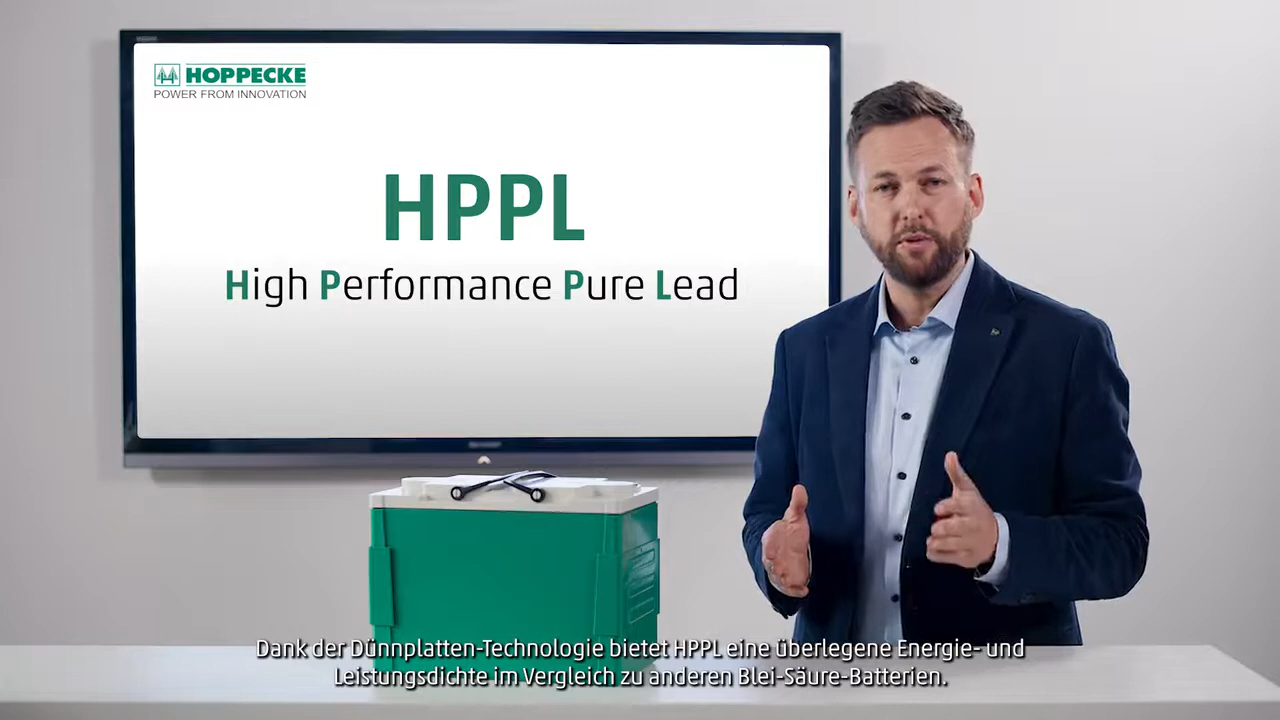 HOPPECKE
POWER FROM INNOVATION
HPPL
High Performance Pure Lead
Dank der Dünnplatten-Technologie bietet HPPL eine überlegene Energie- und
Leistungsdichte im Vergleich zu anderen Blei-Säure-Batterien.